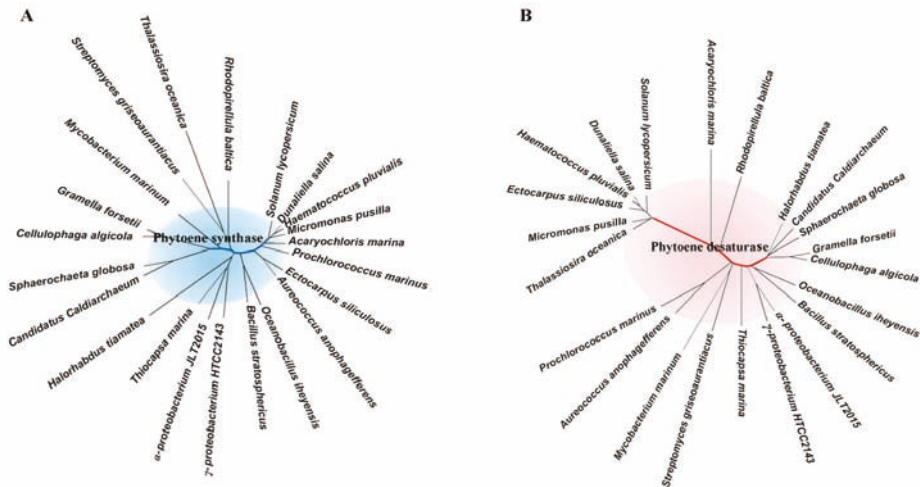 A
Thalassiosira oceanica
Streptomyces griseoaurantiacus
Mycobacterium marinum
Gramella forsetii
Cellulophaga algicola
Sphaerochaeta globosa
Candidatus Caldiarchaeum
Halorhabdus tiamatea
Thiocapsa marina
α-proteobacterium JLT2015
γ-proteobacterium HTCC2143
Bacillus stratosphericus
Oceanobacillus iheyensis
Aureococcus anophagefferens
Ectocarpus siliculosus
Prochlorococcus marinus
Acaryochloris marina
Micromonas pusilla
Haematococcus pluvialis
Dunaliella salina
Solanum lycopersicum
Rhodopirellula baltica
Phytoene synthase
B
Acaryochloris marina
Rhodopirellula baltica
Halorhabdus tiamatea
Candidatus Caldiarchaeum
Sphaerochaeta globosa
Gramella forsetii
Cellulophaga algicola
Oceanobacillus iheyensis
Bacillus stratosphericus
α-proteobacterium JLT2015
γ-proteobacterium HTCC2143
Thiocapsa marina
Streptomyces griseoaurantiacus
Mycobacterium marinum
Aureococcus anophagefferens
Prochlorococcus marinus
Thalassiosira oceanica
Micromonas pusilla
Ectocarpus siliculosus
Haematococcus pluvialis
Dunaliella salina
Solanum lycopersicum
Phytoene desaturase